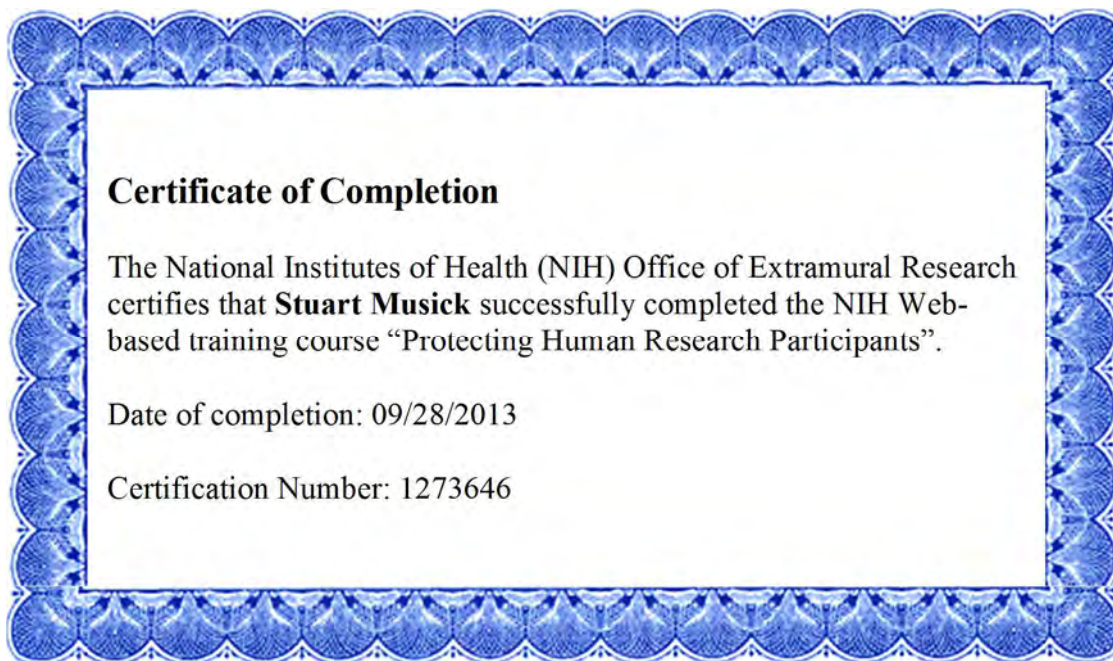 Certificate of Completion
The National Institutes of Health (NIH) Office of Extramural Research
certifies that Stuart Musick successfully completed the NIH Web-
based training course “Protecting Human Research Participants”.
Date of completion: 09/28/2013
Certification Number: 1273646